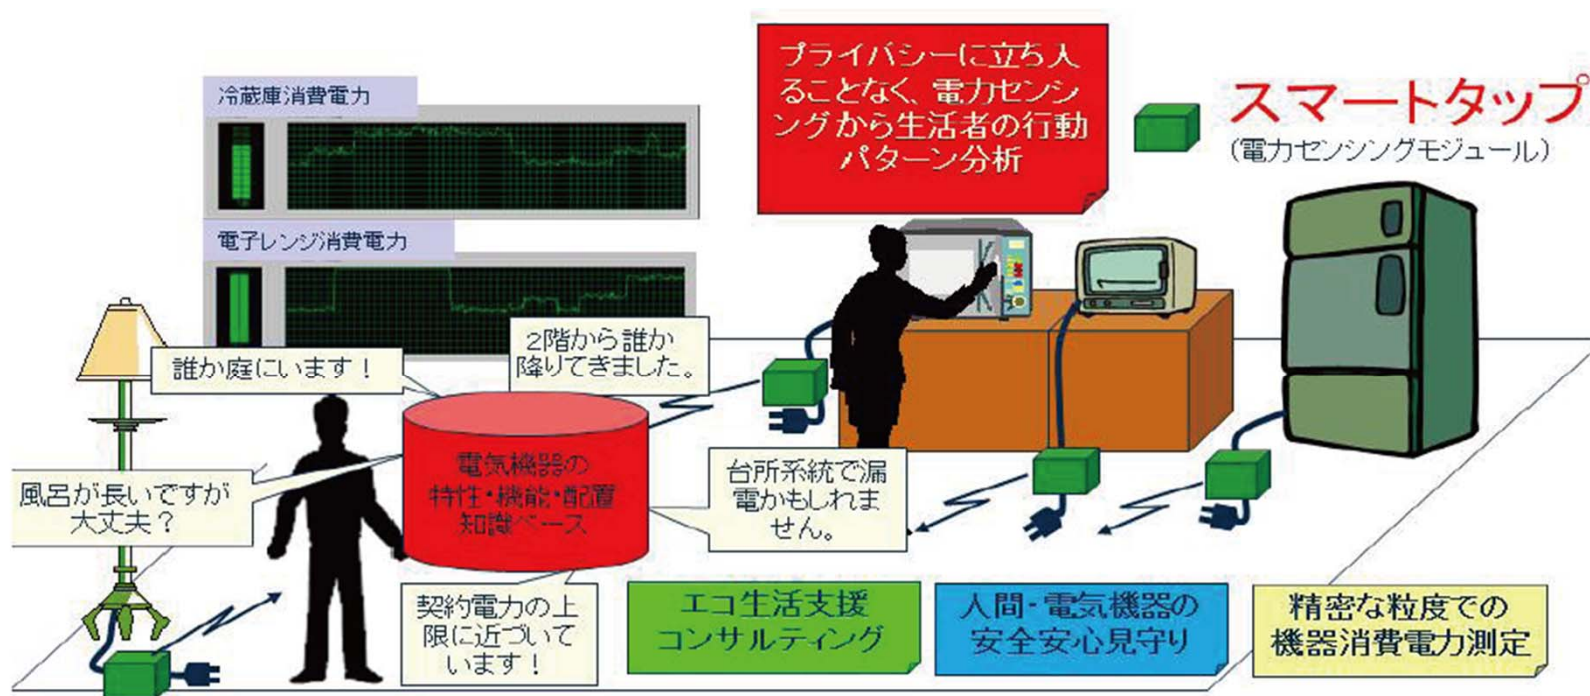 冷蔵庫消費電力
電子レンジ消費電力
プライバシーに立ち入
ることなく、電力センシ
ングから生活者の行動
パターン分析
スマートタップ
(電力センシングモジュール)
誰か庭にいます！
2階から誰か
降りてきました。
風呂が長いですが
大丈夫？
電気機器の
特性・機能・配置
知識ベース
台所系統で漏
電かもしれま
せん。
契約電力の上
限に近づいて
います！
エコ生活支援
コンサルティング
人間・電気機器の
安全安心見守り
精密な粒度での
機器消費電力測定